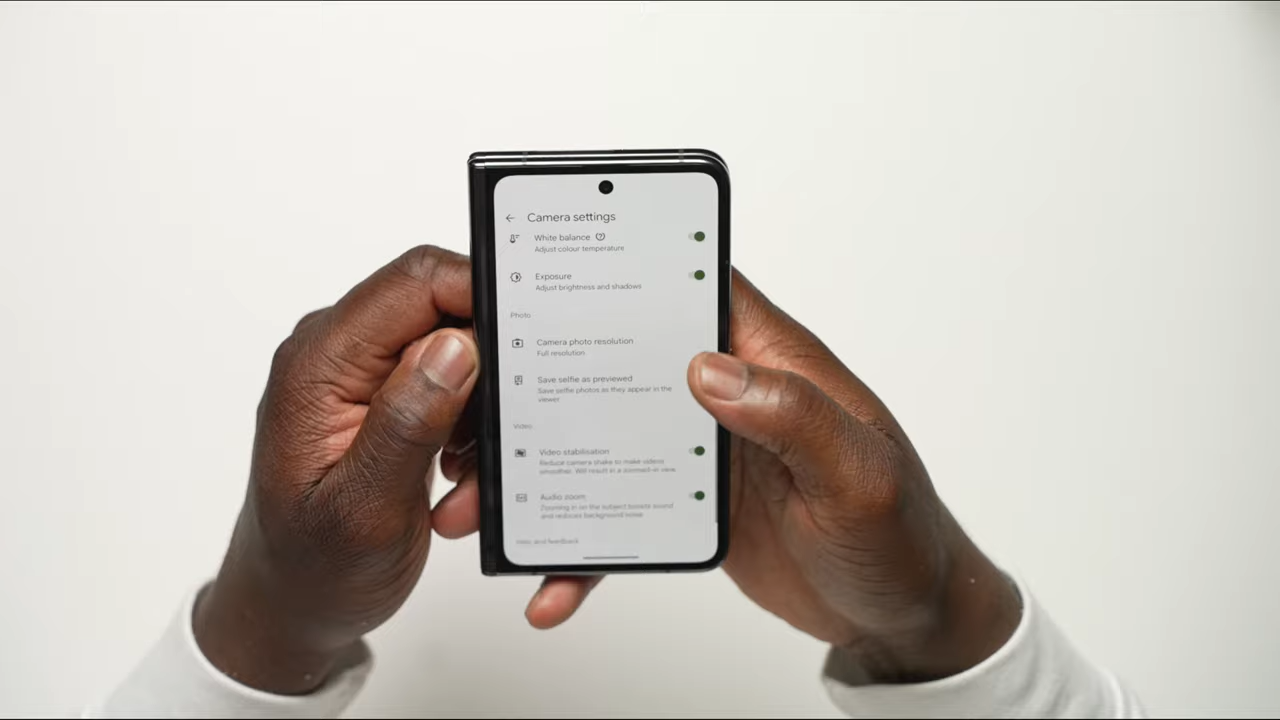 Camera settings
White balance
Adjust colour temperature
Exposure
Adjust brightness and shadows
Photo
Camera photo resolution
Full resolution
Save selfie as previewed
Save selfie photos as they appear in the
viewer
Video
Video stabilisation
Reduce camera shake to make videos
smoother. Will result in a zoomed-in view.
Audio zoom
Zooming in on the subject boosts sound
and reduces background noise
and feedback